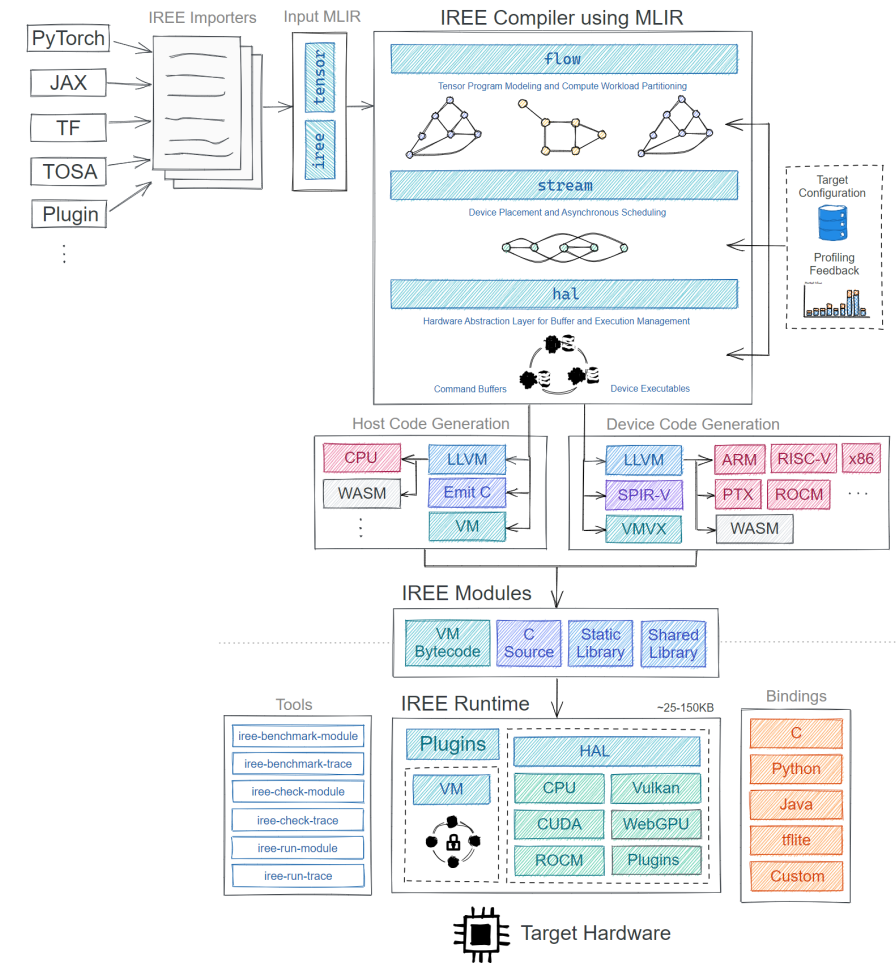 IREE Importers
Input MLIR
IREE Compiler using MLIR
PyTorch
JAX
TF
TOSA
Plugin
⋮
tensor
iree
flow
Tensor Program Modeling and Compute Workload Partitioning
stream
Device Placement and Asynchronous Scheduling
hal
Hardware Abstraction Layer for Buffer and Execution Management
Command Buffers
Device Executables
Target
Configuration
Profiling
Feedback
Host Code Generation
CPU
WASM
⋮
LLVM
Emit C
VM
Device Code Generation
LLVM
SPIR-V
VMVX
ARM
RISC-V
x86
PTX
ROCM
...
WASM
IREE Modules
VM
Bytecode
C
Source
Static
Library
Shared
Library
Tools
iree-benchmark-module
iree-benchmark-trace
iree-check-module
iree-check-trace
iree-run-module
iree-run-trace
IREE Runtime
~25-150KB
Plugins
VM
HAL
CPU
Vulkan
CUDA
WebGPU
ROCM
Plugins
Bindings
C
Python
Java
tflite
Custom
Target Hardware